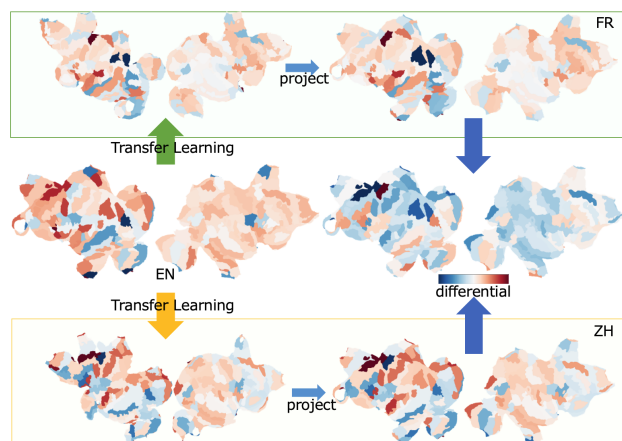 FR
project
Transfer Learning
EN
differential
Transfer Learning
ZH
project